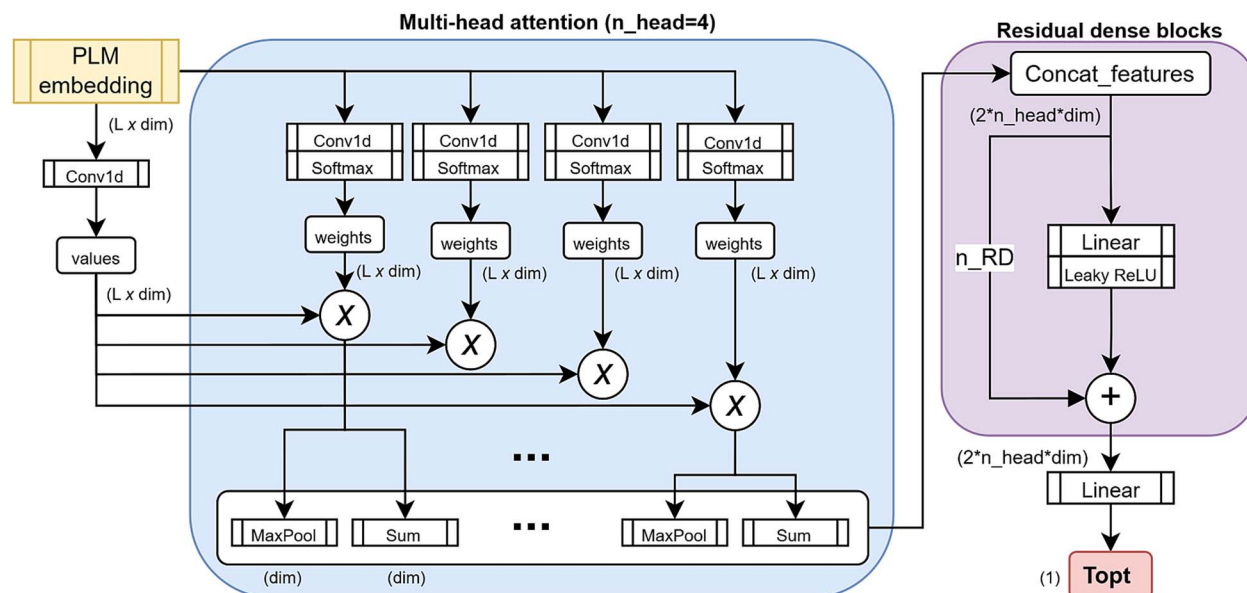 Multi-head attention (n_head=4)
Residual dense blocks
PLM
embedding
(L x dim)
Conv1d
values
(L x dim)
Conv1d
Softmax
Conv1d
Softmax
Conv1d
Softmax
Conv1d
Softmax
weights
weights
weights
weights
(L x dim)
(L x dim)
(L x dim)
(L x dim)
X
X
X
X
...
MaxPool
Sum
...
MaxPool
Sum
(dim)
(dim)
Concat_features
(2*n_head*dim)
n_RD
Linear
Leaky ReLU
+
(2*n_head*dim)
Linear
(1)
Topt